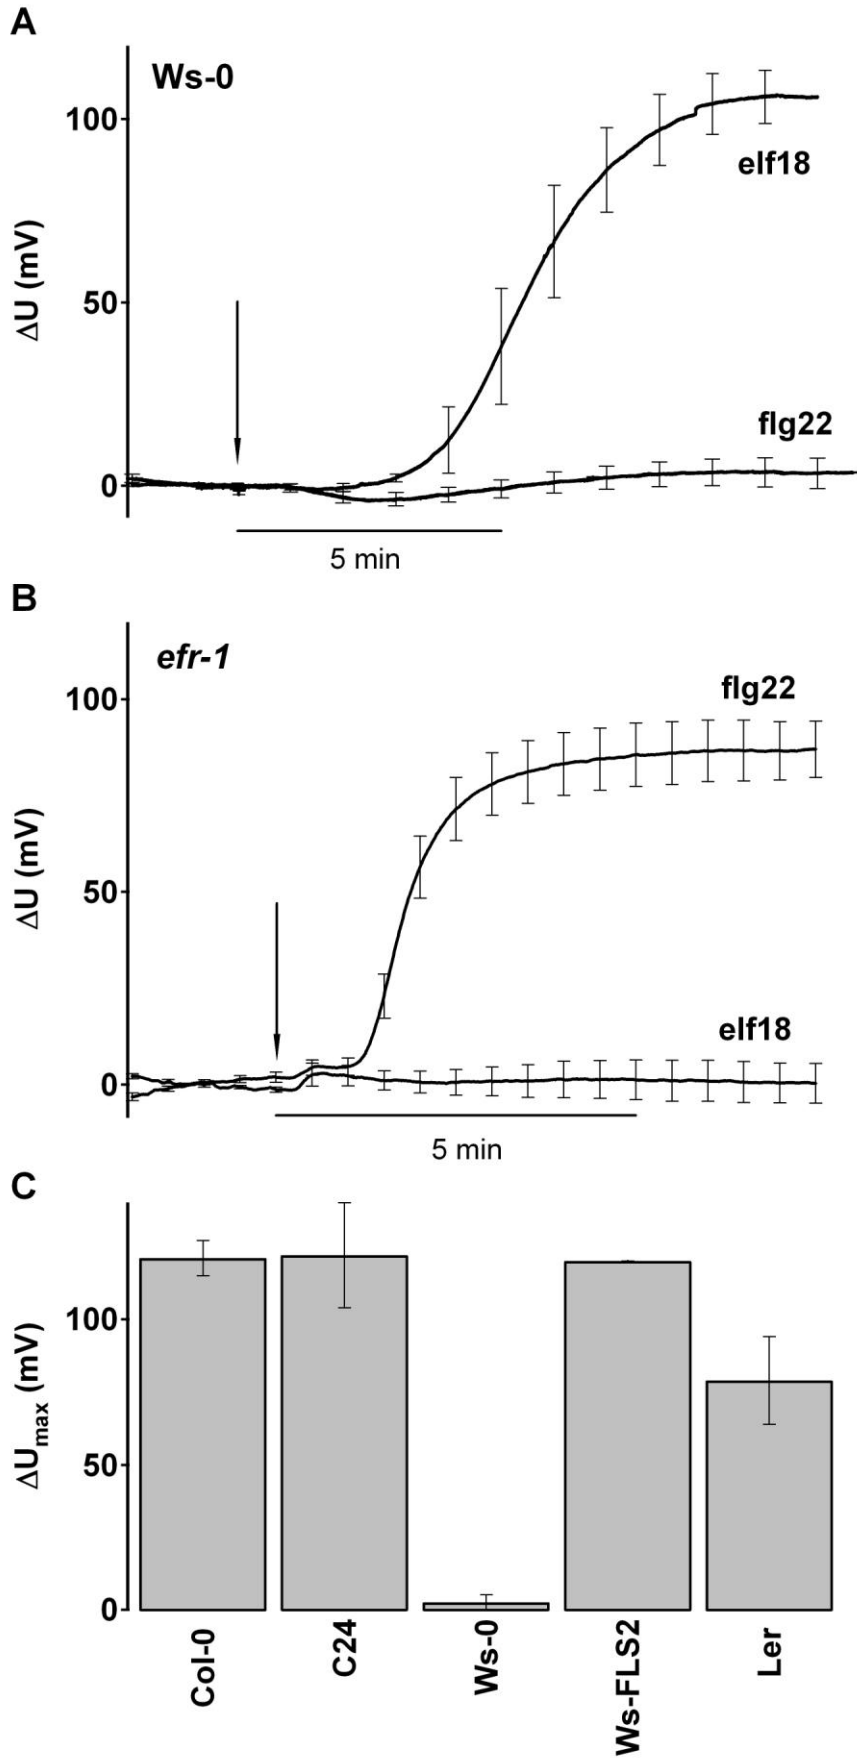 A
Ws-0
100
elf18
ΔU (mV)
50
flg22
0
5 min
B
efr-1
flg22
100
ΔU (mV)
50
elf18
0
5 min
C
100
ΔUmax (mV)
50
0
Col-0
C24
Ws-0
Ws-FLS2
Ler